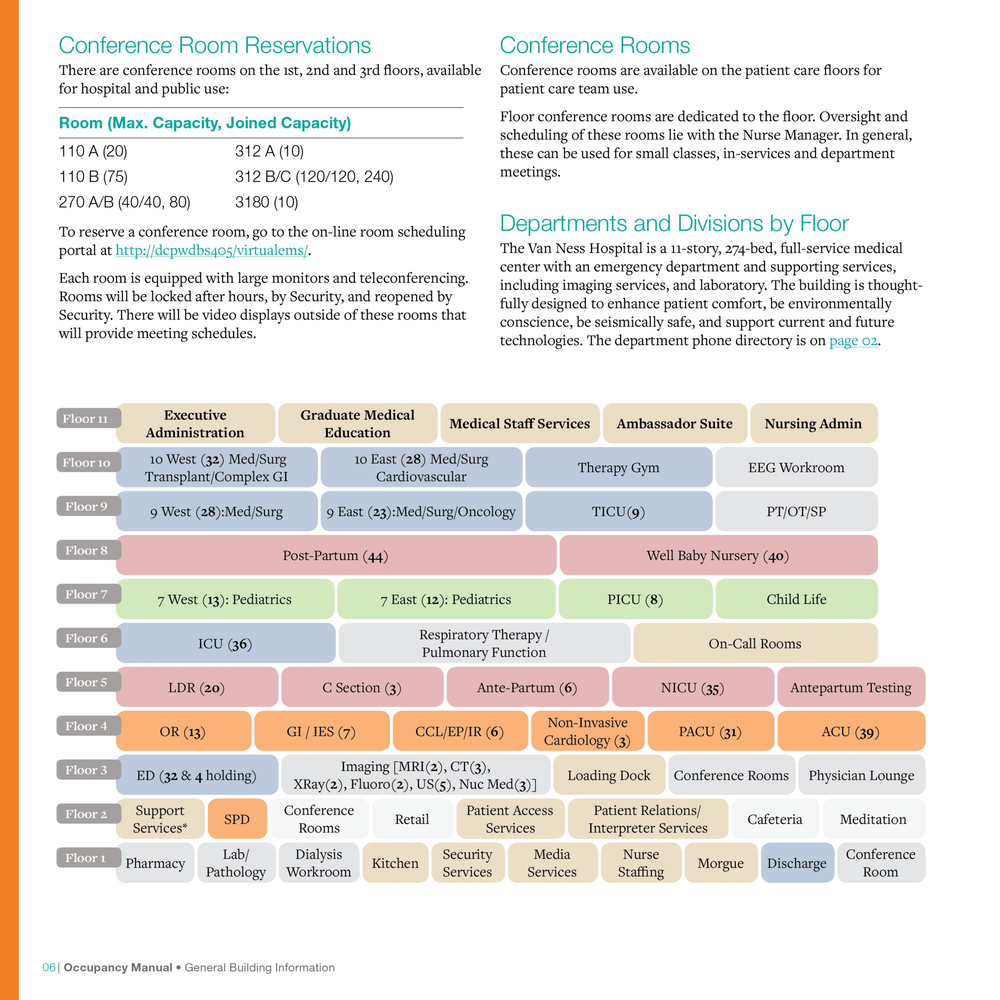 Conference Room Reservations
There are conference rooms on the 1st, 2nd and 3rd floors, available
for hospital and public use:
Room (Max. Capacity, Joined Capacity)
110 A (20)
312 A (10)
110 B (75)
312 B/C (120/120, 240)
270 A/B (40/40, 80)
3180 (10)
To reserve a conference room, go to the on-line room scheduling
portal at http://dcpwdbs405/virtualems/.
Each room is equipped with large monitors and teleconferencing.
Rooms will be locked after hours, by Security, and reopened by
Security. There will be video displays outside of these rooms that
will provide meeting schedules.
Conference Rooms
Conference rooms are available on the patient care floors for
patient care team use.
Floor conference rooms are dedicated to the floor. Oversight and
scheduling of these rooms lie with the Nurse Manager. In general,
these can be used for small classes, in-services and department
meetings.
Departments and Divisions by Floor
The Van Ness Hospital is a 11-story, 274-bed, full-service medical
center with an emergency department and supporting services,
including imaging services, and laboratory. The building is thought-
fully designed to enhance patient comfort, be environmentally
conscience, be seismically safe, and support current and future
technologies. The department phone directory is on page 02.
Floor 11
Executive
Administration
Graduate Medical
Education
Medical Staff Services
Ambassador Suite
Nursing Admin
Floor 10
10 West (32) Med/Surg
Transplant/Complex GI
10 East (28) Med/Surg
Cardiovascular
Therapy Gym
EEG Workroom
Floor 9
9 West (28):Med/Surg
9 East (23):Med/Surg/Oncology
TICU(9)
PT/OT/SP
Floor 8
Post-Partum (44)
Well Baby Nursery (40)
Floor 7
7 West (13): Pediatrics
7 East (12): Pediatrics
PICU (8)
Child Life
Floor 6
ICU (36)
Respiratory Therapy /
Pulmonary Function
On-Call Rooms
Floor 5
LDR (20)
C Section (3)
Ante-Partum (6)
NICU (35)
Antepartum Testing
Floor 4
OR (13)
GI / IES (7)
CCL/EP/IR (6)
Non-Invasive
Cardiology (3)
PACU (31)
ACU (39)
Floor 3
ED (32 & 4 holding)
Imaging [MRI(2), CT(3),
XRay(2), Fluoro(2), US(5), Nuc Med(3)]
Loading Dock
Conference Rooms
Physician Lounge
Floor 2
Support
Services*
SPD
Conference
Rooms
Retail
Patient Access
Services
Patient Relations/
Interpreter Services
Cafeteria
Meditation
Floor 1
Pharmacy
Lab/
Pathology
Dialysis
Workroom
Kitchen
Security
Services
Media
Services
Nurse
Staffing
Morgue
Discharge
Conference
Room
06| Occupancy Manual • General Building Information